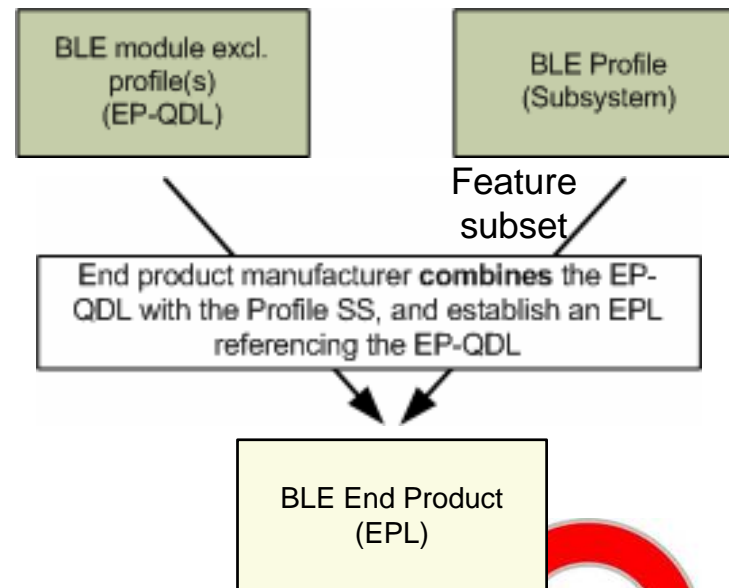 BLE module excl.
profile(s)
(EP-QDL)
BLE Profile
(Subsystem)
Feature
subset
End product manufacturer combines the EP-
QDL with the Profile SS, and establish an EPL
referencing the EP-QDL
BLE End Product
(EPL)